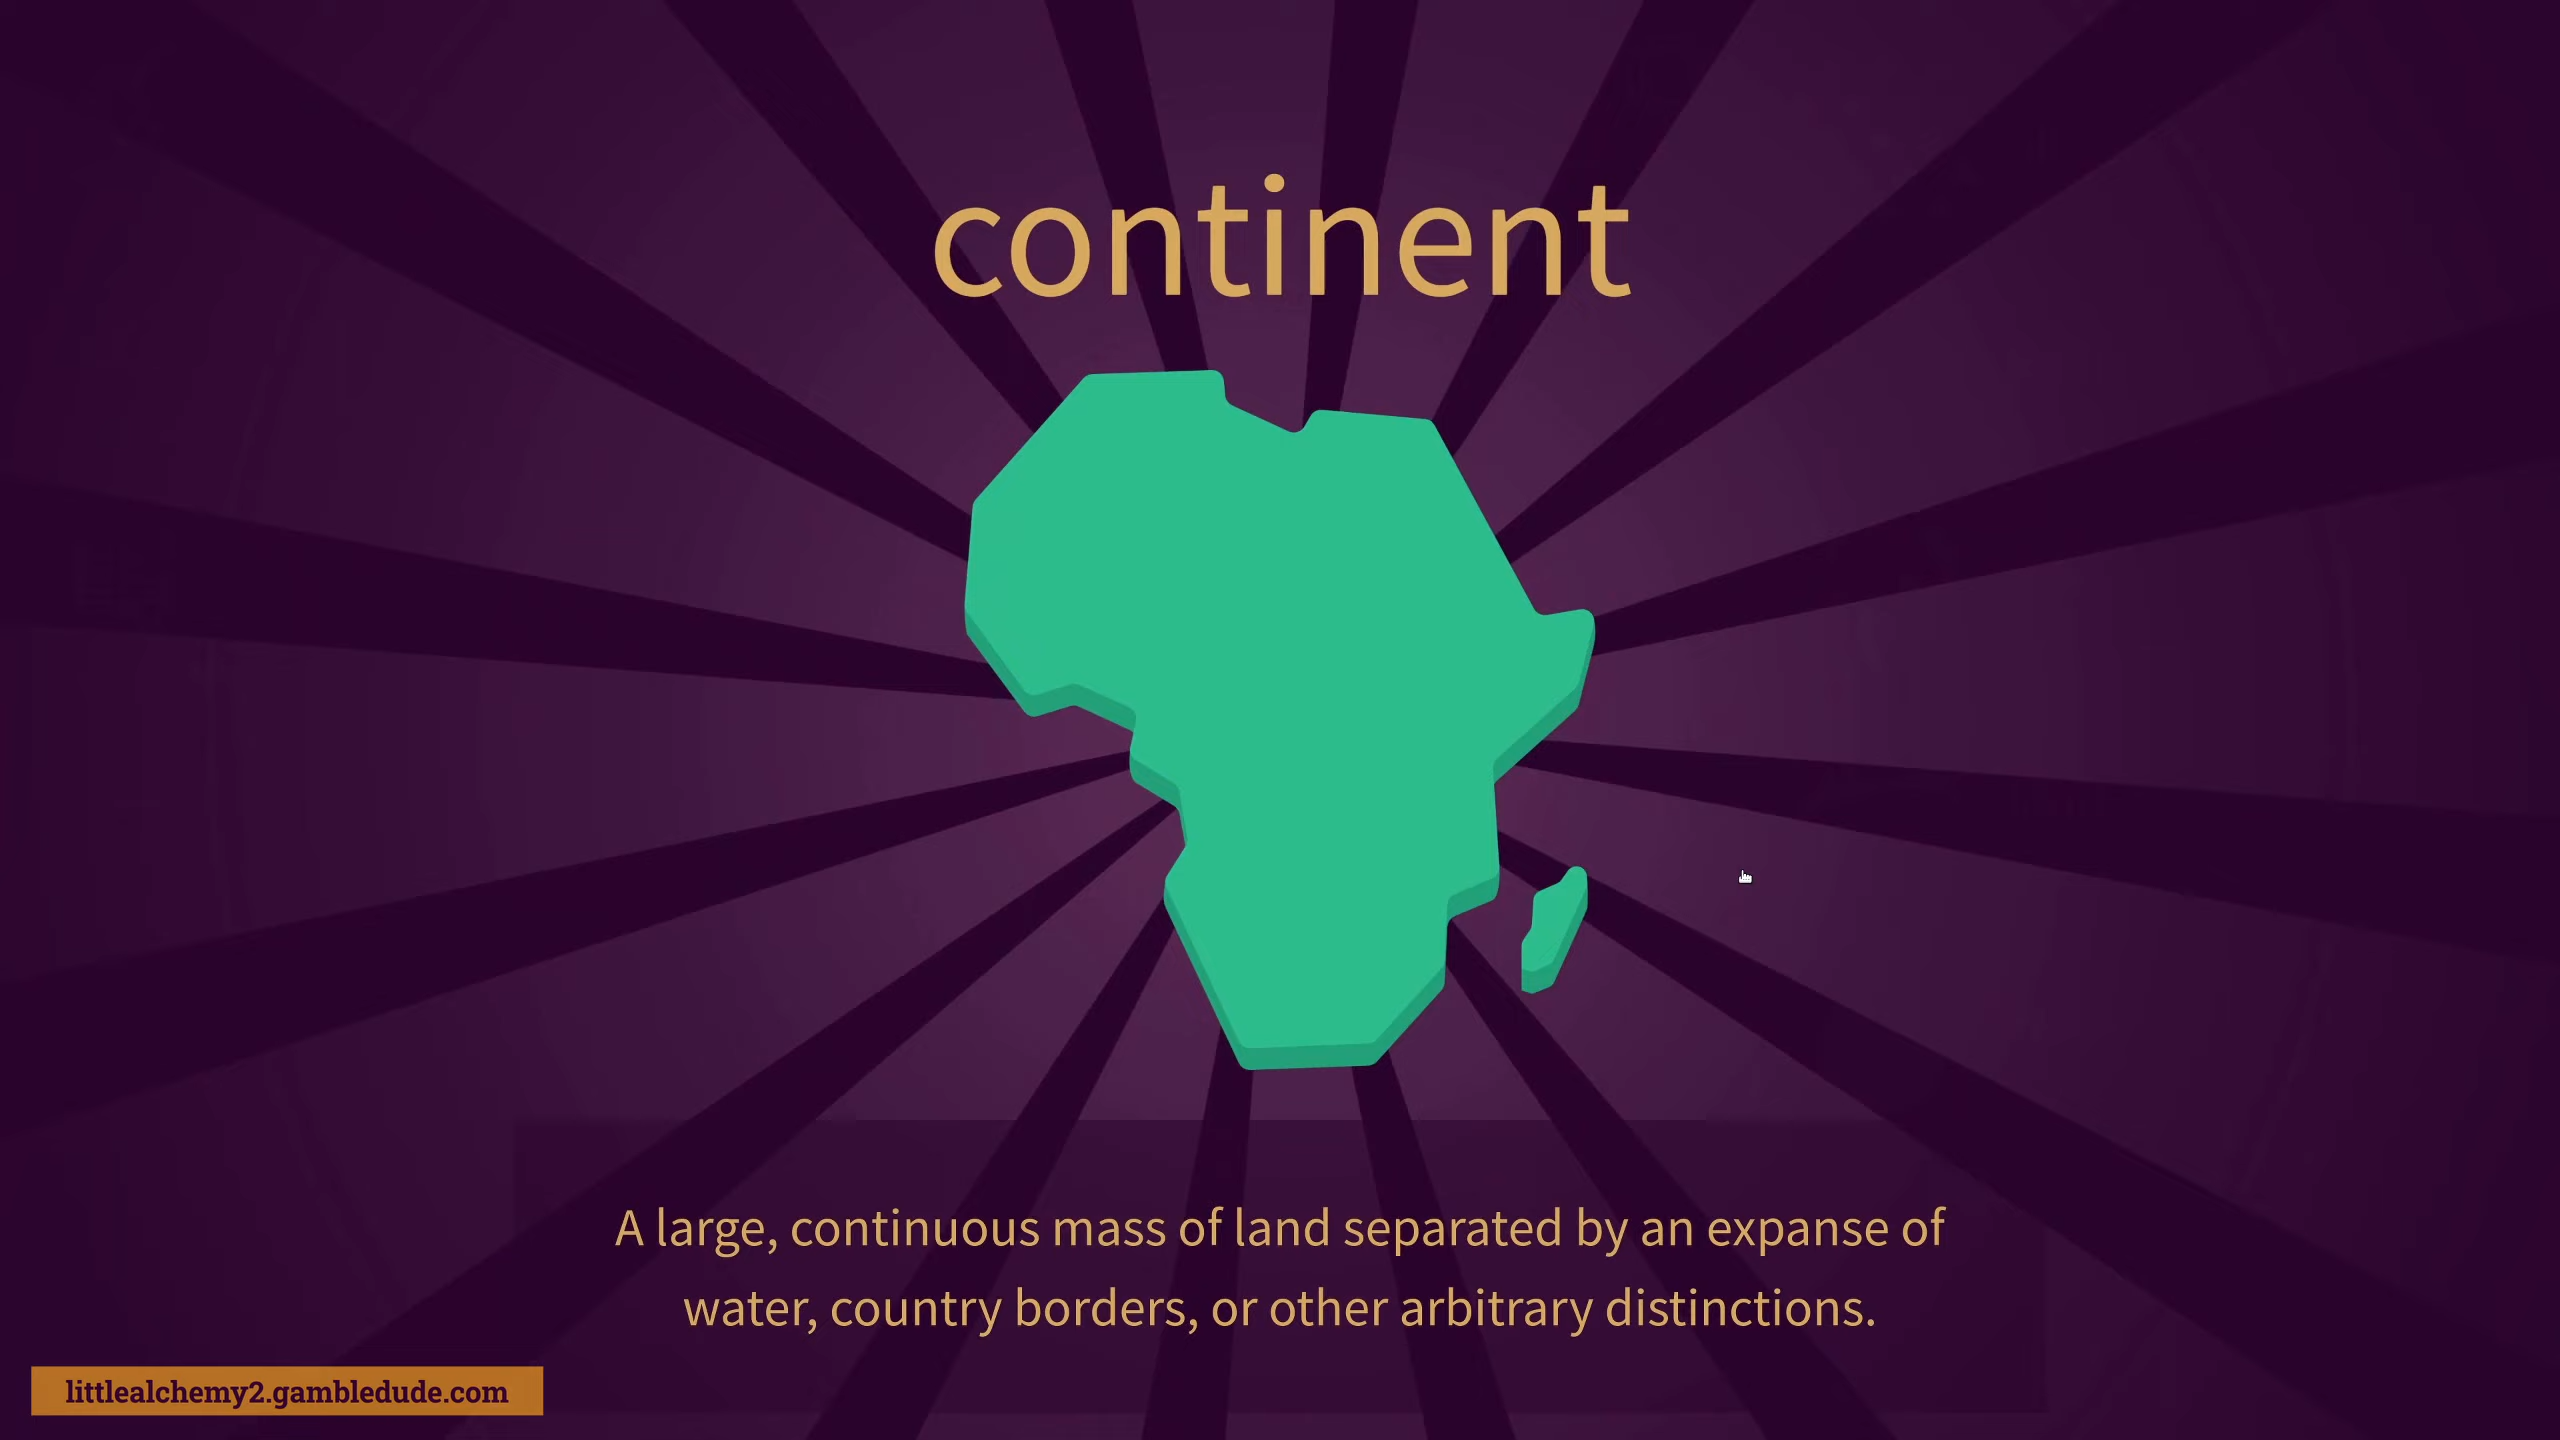 continent
A large, continuous mass of land separated by an expanse of
water, country borders, or other arbitrary distinctions.
littlealchemy2.gambledude.com